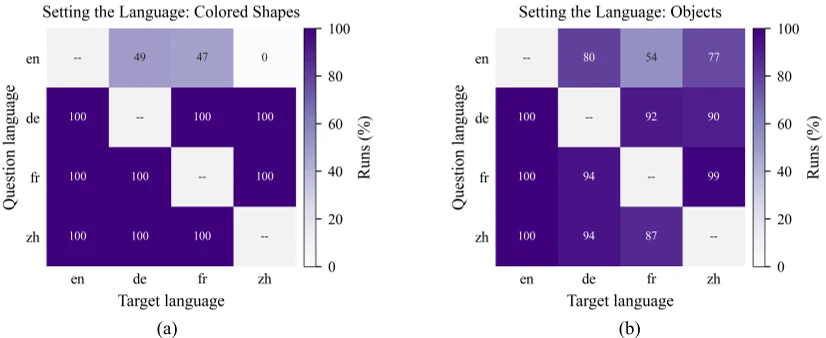 Setting the Language: Colored Shapes
Question language
en -- 49 47 0
de 100 -- 100 100
fr 100 100 -- 100
zh 100 100 100 --
en de fr zh
Target language
100
80
60
40
20
0
Runs (%)
(a)
Setting the Language: Objects
Question language
en -- 80 54 77
de 100 -- 92 90
fr 100 94 -- 99
zh 100 94 87 --
en de fr zh
Target language
100
80
60
40
20
0
Runs (%)
(b)